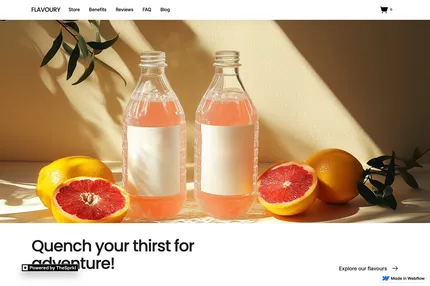 FLAVOURY Store Benefits Reviews FAQ Blog 0
Quench your thirst for
adventure!
Powered by TheSprkl
Explore our flavours →
Made in Webflow